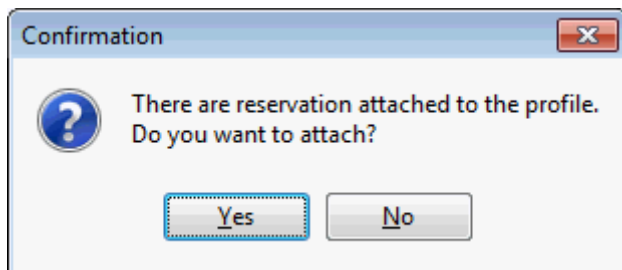 Confirmation
There are reservation attached to the profile.
Do you want to attach?
Yes
No